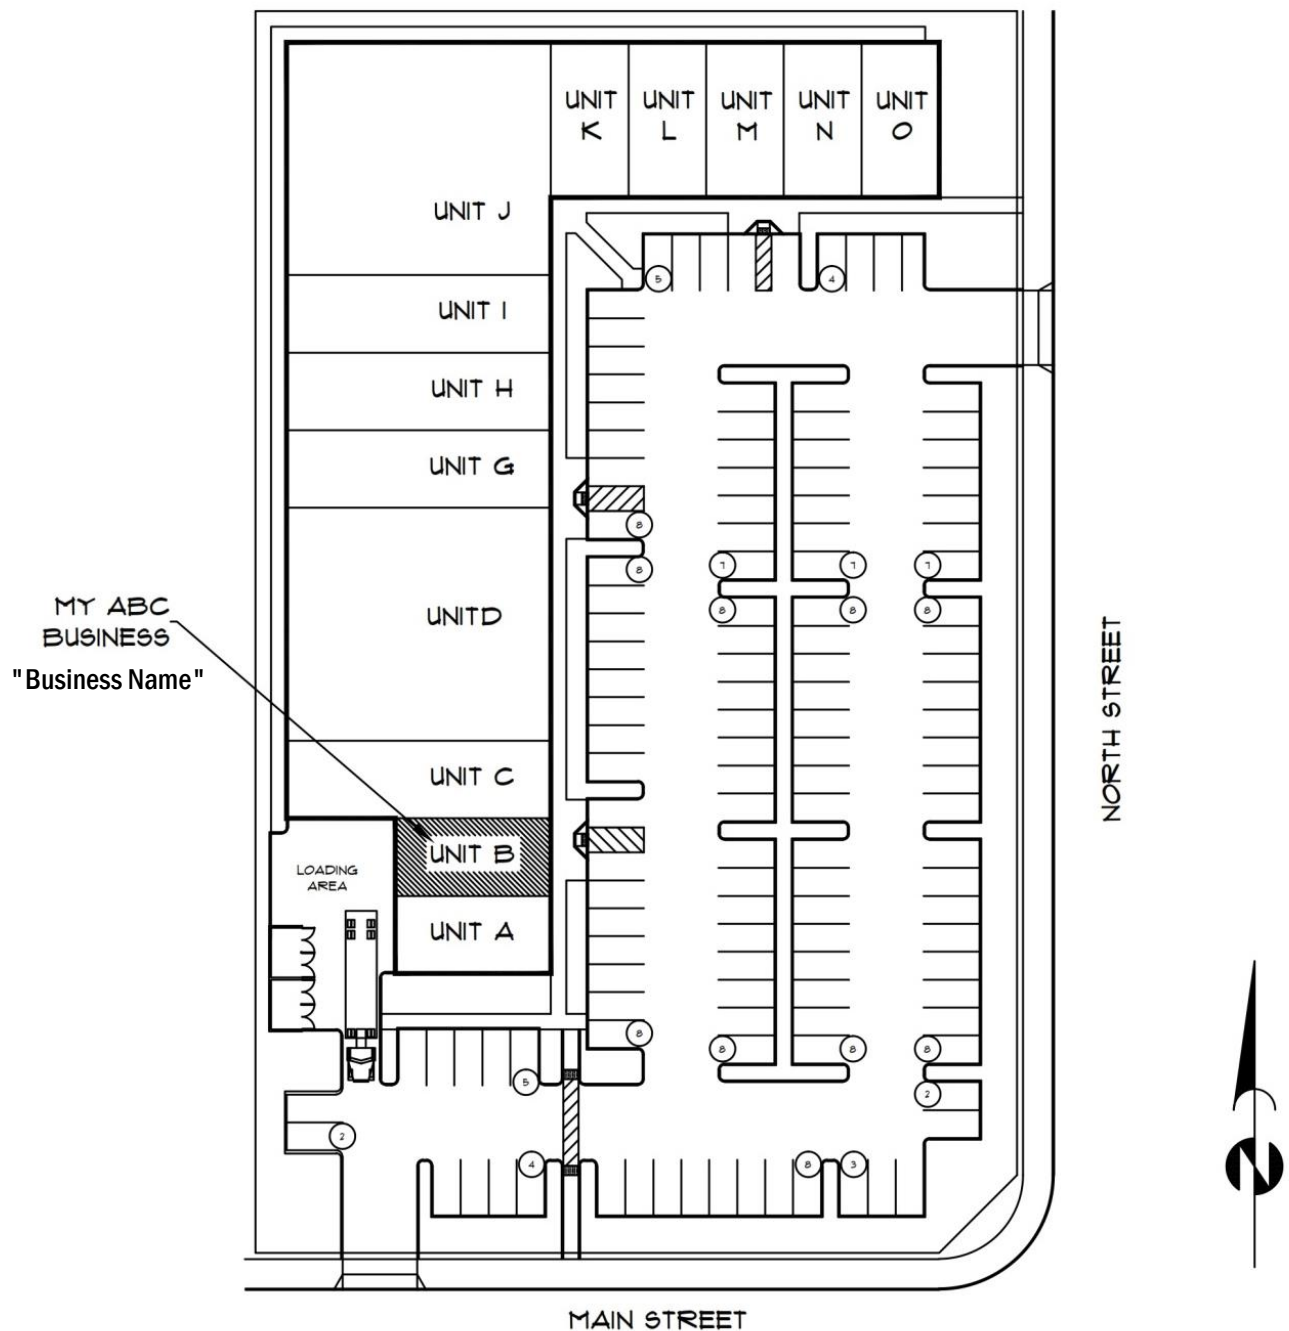 UNIT
K
UNIT
L
UNIT
M
UNIT
N
UNIT
O
UNIT J
5
4
UNIT I
UNIT H
UNIT G
8
8
7
7
7
8
8
8
MY ABC
BUSINESS
"Business Name"
UNITD
NORTH STREET
UNIT C
UNIT B
LOADING
AREA
UNIT A
8
8
8
8
5
2
2
4
8
3
N
MAIN STREET